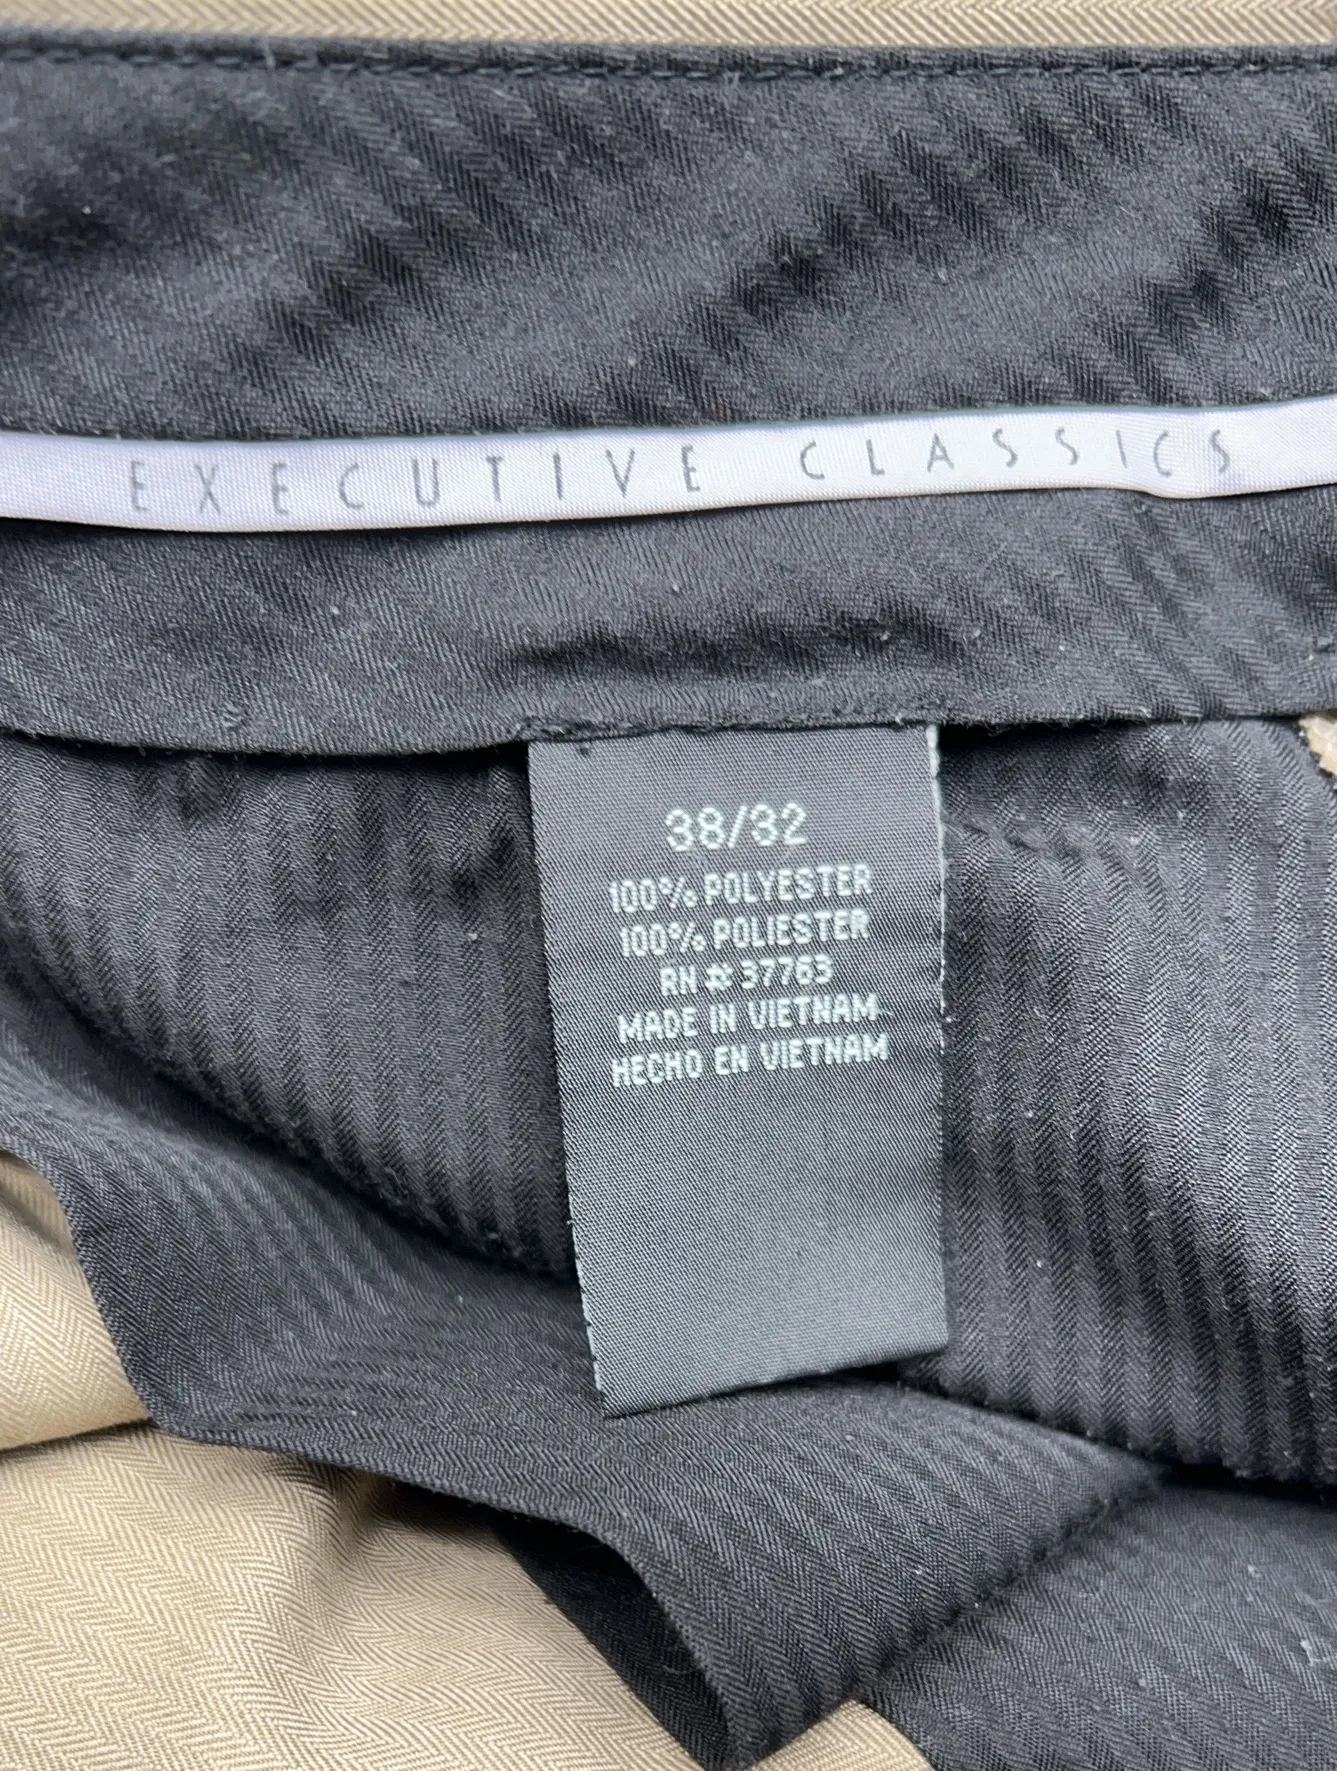 EXECUTIVE CLASSICS
38/32
100% POLYESTER
100% POLIESTER
RN # 37763
MADE IN VIETNAM
HECHO EN VIETNAM